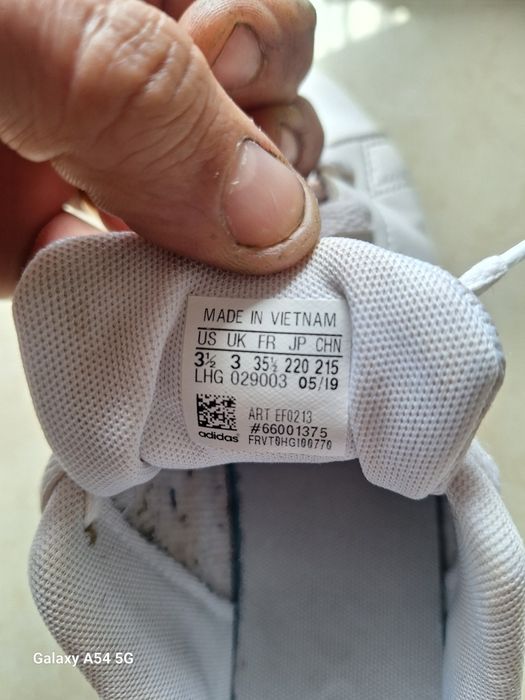 MADE IN VIETNAM
US UK FR JP CHN
3½ 3 35½ 220 215
LHG 029003 05/19
ART EF0213
#66001375
adidas FRVT0HG100770
Galaxy A54 5G